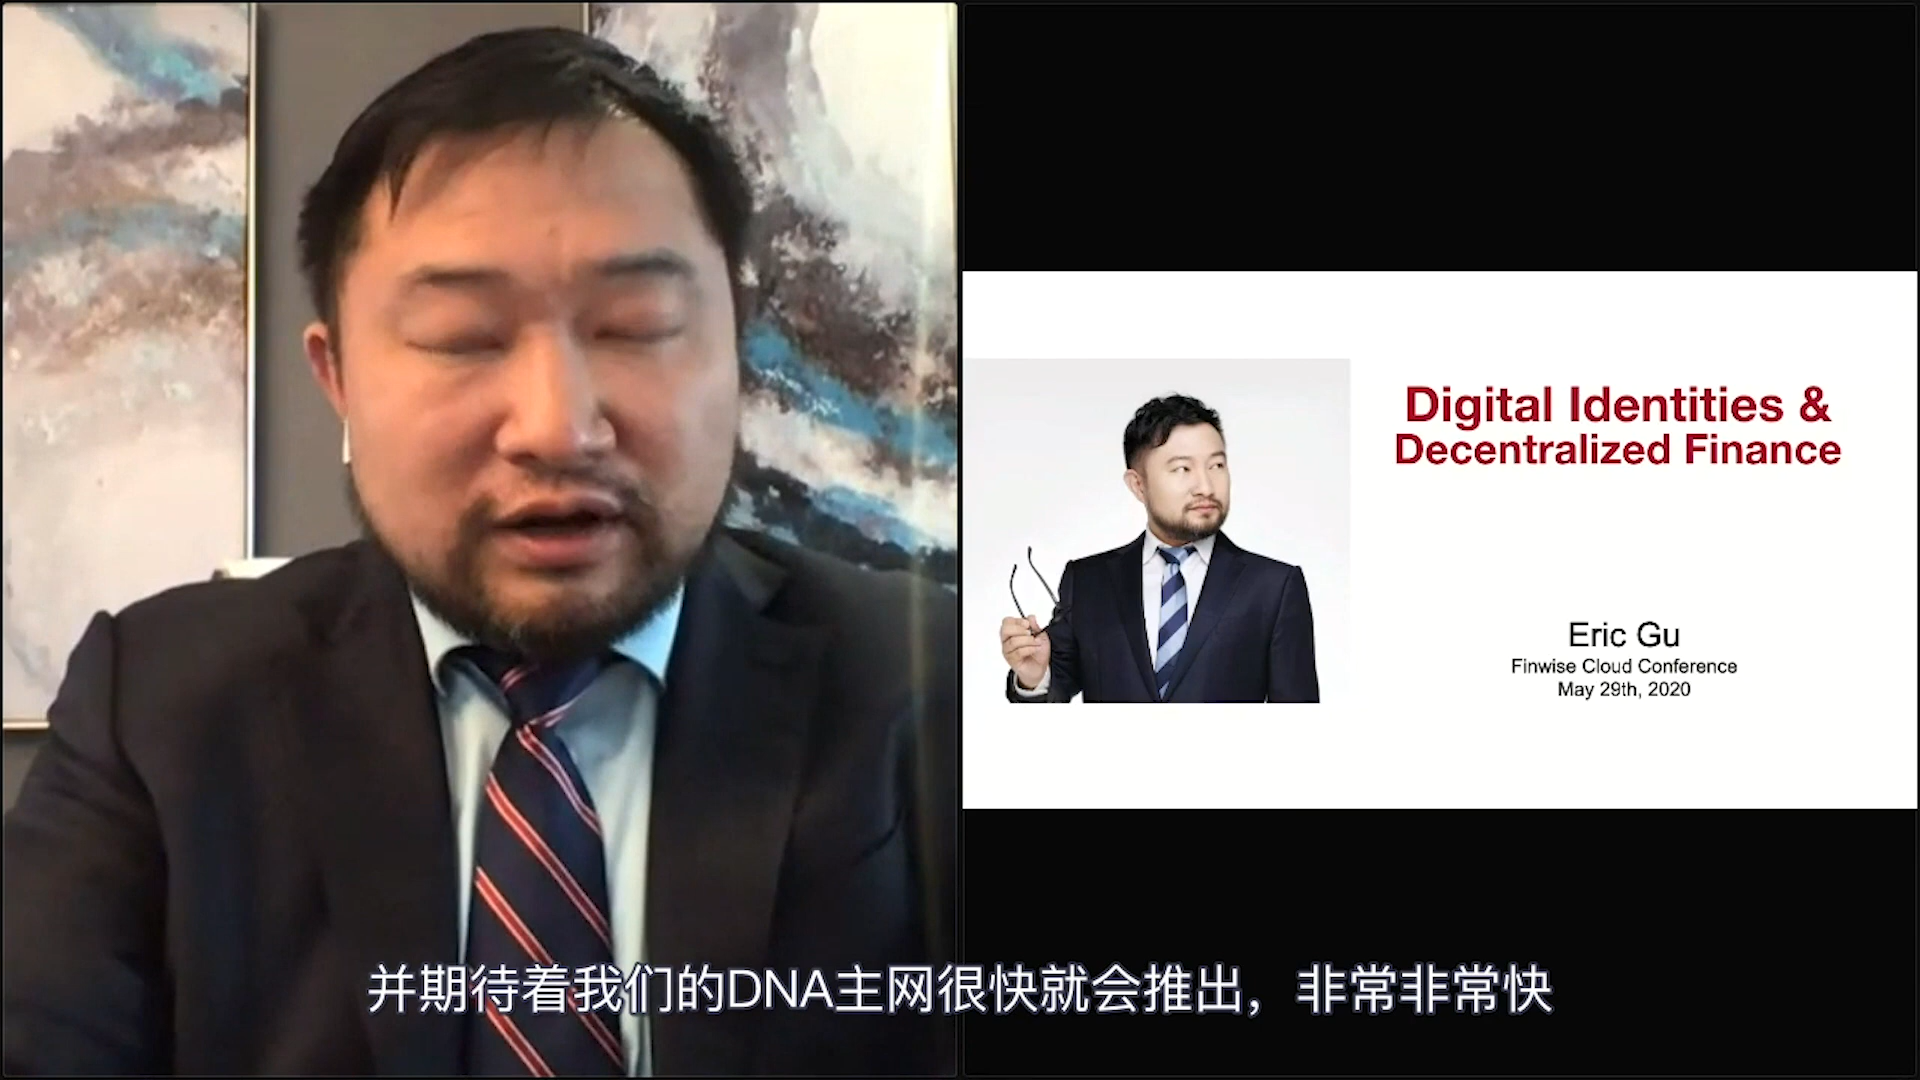 Digital Identities &
Decentralized Finance
Eric Gu
Finwise Cloud Conference
May 29th, 2020
并期待着我们的DNA主网很快就会推出，非常非常快